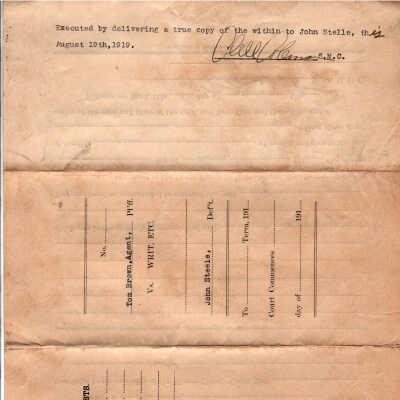 Executed by delivering a true copy of the within to John Stelle, this
August 19th,1919.
S.H.C.
No.
Tom Brown,Agent, Pl'ff.
Vs. WRIT, ETC.
John Steele, Def't.
To Term, 191
Court Commences
day of 191
STS.